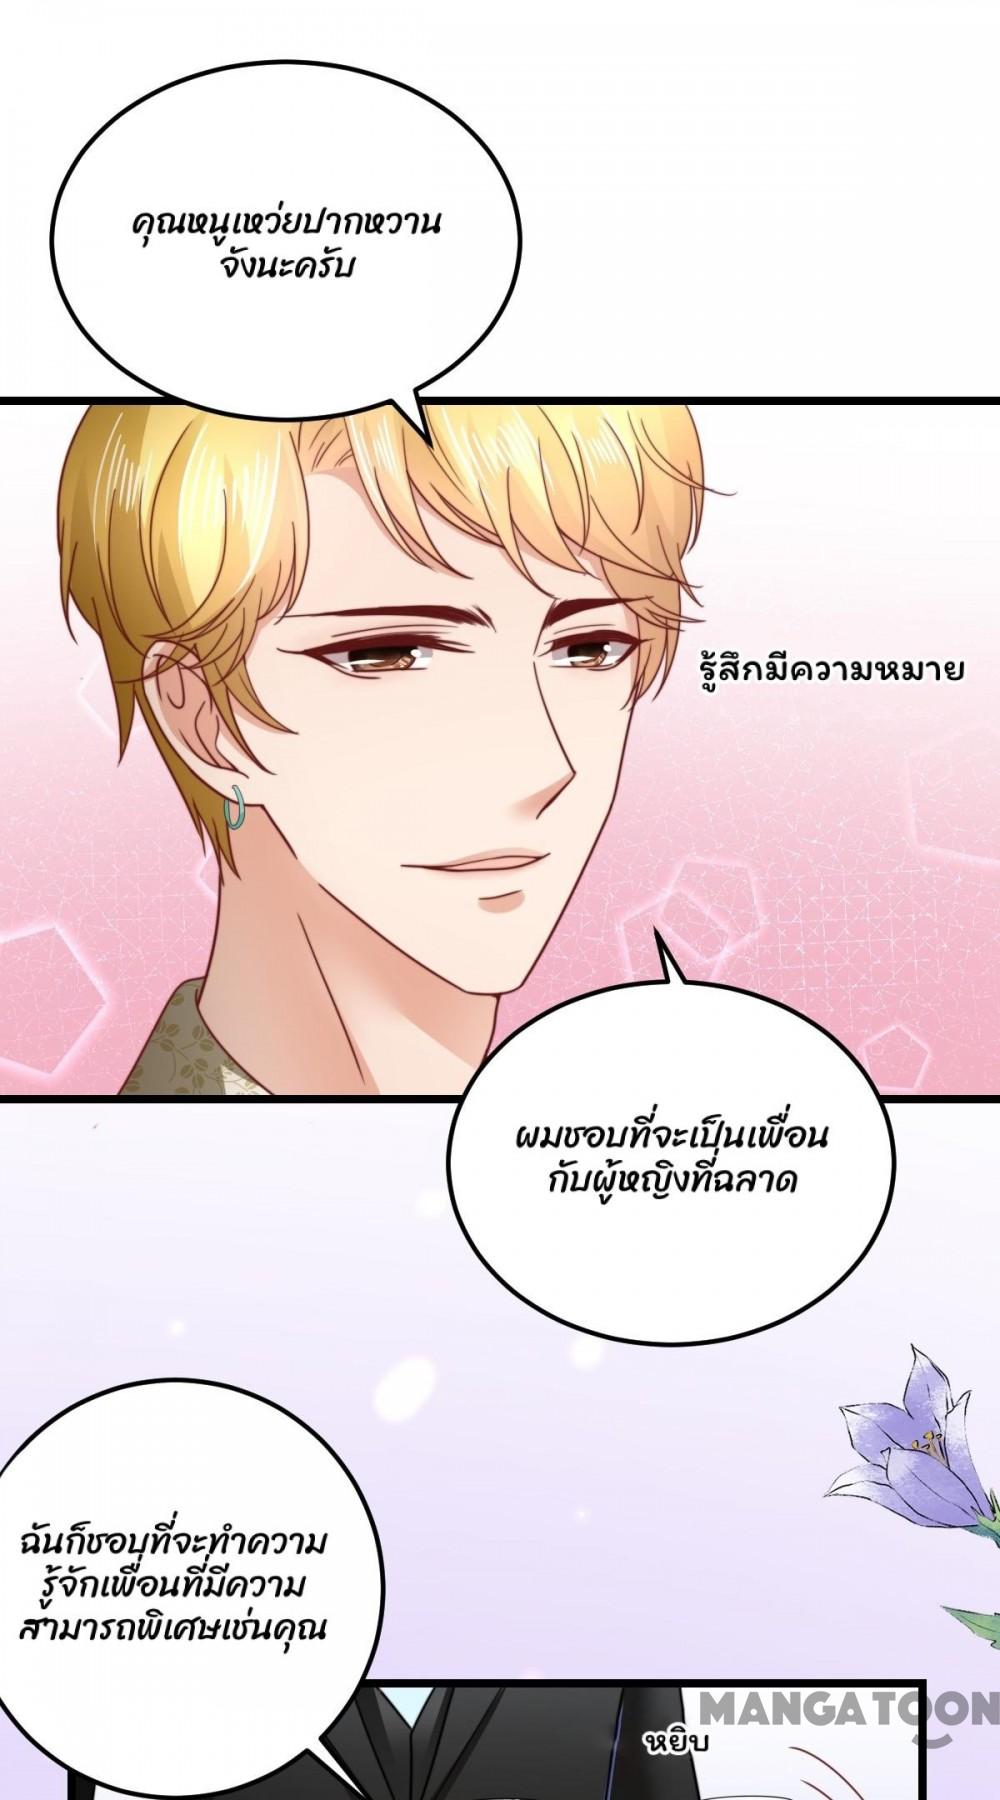 คุณหนูเหว่ยปากหวาน
จังนะครับ
รู้สึกมีความหมาย
ผมชอบที่จะเป็นเพื่อน
กับผู้หญิงที่ฉลาด
ฉันก็ชอบที่จะทำความ
รู้จักเพื่อนที่มีความ
สามารถพิเศษเช่นคุณ
MANGATOON
หยิบ